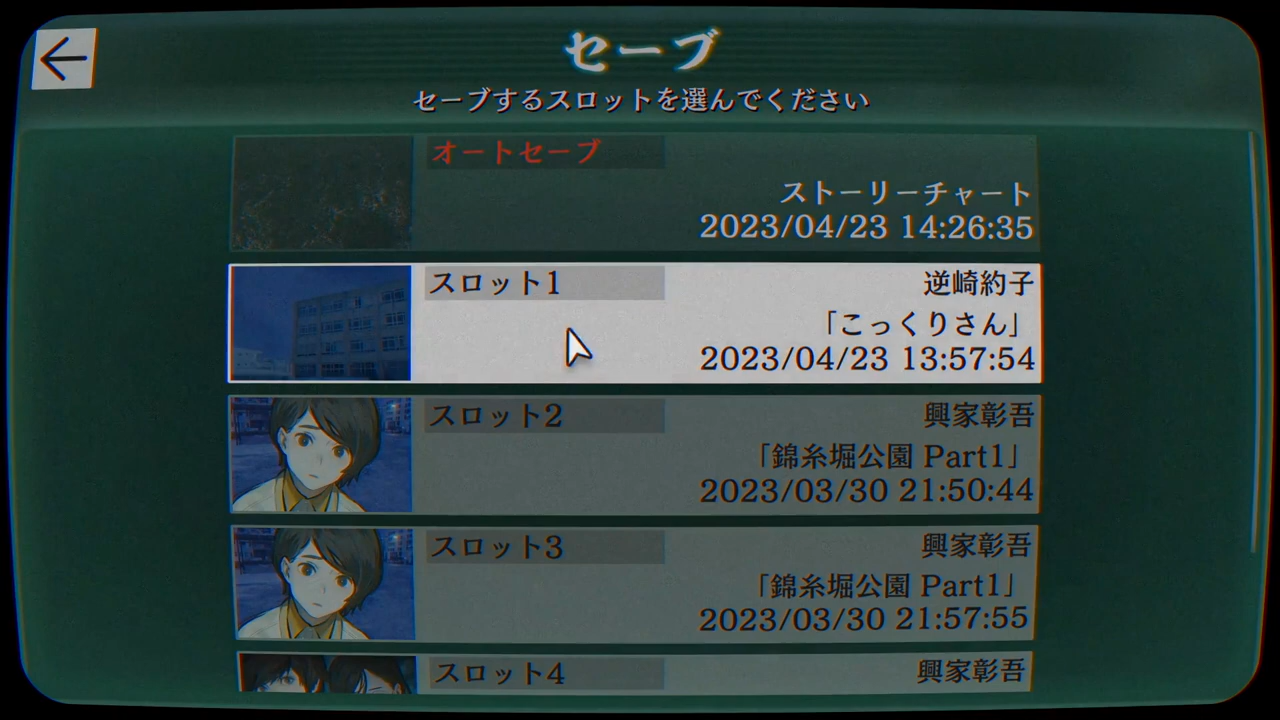 セーブ
セーブするスロットを選んでください
オートセーブ
ストーリーチャート
2023/04/23 14:26:35
スロット1
逆崎約子
「こっくりさん」
2023/04/23 13:57:54
スロット2
興家彰吾
「錦糸堀公園 Part1」
2023/03/30 21:50:44
スロット3
興家彰吾
「錦糸堀公園 Part1」
2023/03/30 21:57:55
スロット4
興家彰吾